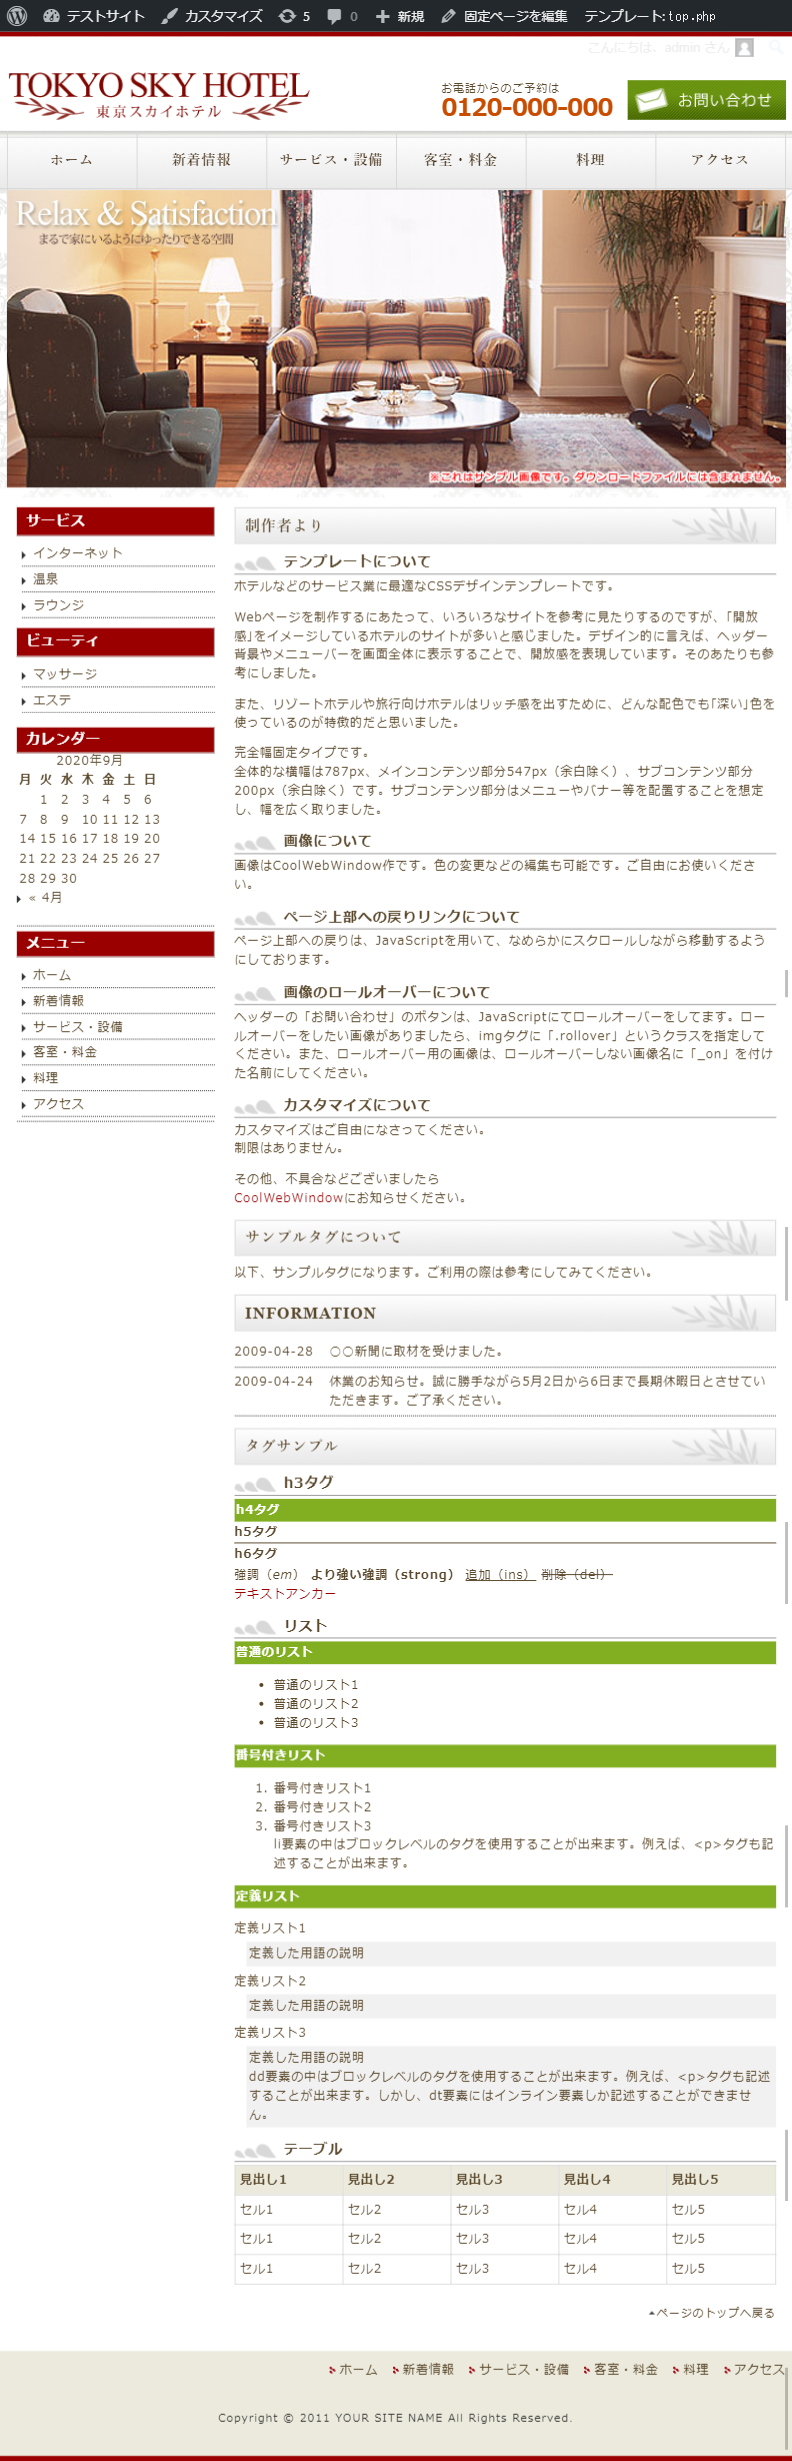 テストサイト カスタマイズ 5 0 新規 固定ページを編集 テンプレート:top.php
こんにちは、admin さん
TOKYO SKY HOTEL
東京スカイホテル
お電話からのご予約は
0120-000-000
お問い合わせ
ホーム 新着情報 サービス・設備 客室・料金 料理 アクセス
Relax & Satisfaction
まるで家にいるようにゆったりできる空間
※これはサンプル画像です。ダウンロードファイルには含まれません。
サービス
インターネット
温泉
ラウンジ
ビューティ
マッサージ
エステ
カレンダー
2020年9月
月 火 水 木 金 土 日
1 2 3 4 5 6
7 8 9 10 11 12 13
14 15 16 17 18 19 20
21 22 23 24 25 26 27
28 29 30
« 4月
メニュー
ホーム
新着情報
サービス・設備
客室・料金
料理
アクセス
制作者より
テンプレートについて
ホテルなどのサービス業に最適なCSSデザインテンプレートです。
Webページを制作するにあたって、いろいろなサイトを参考に見たりするのですが、「開放
感」をイメージしているホテルのサイトが多いと感じました。デザイン的に言えば、ヘッダー
背景やメニューバーを画面全体に表示することで、開放感を表現しています。そのあたりも参
考にしました。
また、リゾートホテルや旅行向けホテルはリッチ感を出すために、どんな配色でも「深い」色を
使っているのが特徴的だと思いました。
完全幅固定タイプです。
全体的な横幅は787px、メインコンテンツ部分547px（余白除く）、サブコンテンツ部分
200px（余白除く）です。サブコンテンツ部分はメニューやバナー等を配置することを想定
し、幅を広く取りました。
画像について
画像はCoolWebWindow作です。色の変更などの編集も可能です。ご自由にお使いくださ
い。
ページ上部への戻りリンクについて
ページ上部への戻りは、JavaScriptを用いて、なめらかにスクロールしながら移動するよう
にしております。
画像のロールオーバーについて
ヘッダーの「お問い合わせ」のボタンは、JavaScriptにてロールオーバーをしてます。ロー
ルオーバーをしたい画像がありましたら、imgタグに「.rollover」というクラスを指定して
ください。また、ロールオーバー用の画像は、ロールオーバーしない画像名に「_on」を付け
た名前にしてください。
カスタマイズについて
カスタマイズはご自由になさってください。
制限はありません。
その他、不具合などございましたら
CoolWebWindowにお知らせください。
サンプルタグについて
以下、サンプルタグになります。ご利用の際は参考にしてみてください。
INFORMATION
2009-04-28 ○○新聞に取材を受けました。
2009-04-24 休業のお知らせ。誠に勝手ながら5月2日から6日まで長期休暇日とさせてい
ただきます。ご了承ください。
タグサンプル
h3タグ
h4タグ
h5タグ
h6タグ
強調（em） より強い強調（strong） 追加（ins） 削除（del）
テキストアンカー
リスト
普通のリスト
• 普通のリスト1
• 普通のリスト2
• 普通のリスト3
番号付きリスト
1. 番号付きリスト1
2. 番号付きリスト2
3. 番号付きリスト3
li要素の中はブロックレベルのタグを使用することが出来ます。例えば、<p>タグも記
述することが出来ます。
定義リスト
定義リスト1
定義した用語の説明
定義リスト2
定義した用語の説明
定義リスト3
定義した用語の説明
dd要素の中はブロックレベルのタグを使用することが出来ます。例えば、<p>タグも記述
することが出来ます。しかし、dt要素にはインライン要素しか記述することができませ
ん。
テーブル
見出し1 見出し2 見出し3 見出し4 見出し5
セル1 セル2 セル3 セル4 セル5
セル1 セル2 セル3 セル4 セル5
セル1 セル2 セル3 セル4 セル5
ページのトップへ戻る
ホーム 新着情報 サービス・設備 客室・料金 料理 アクセス
Copyright © 2011 YOUR SITE NAME All Rights Reserved.